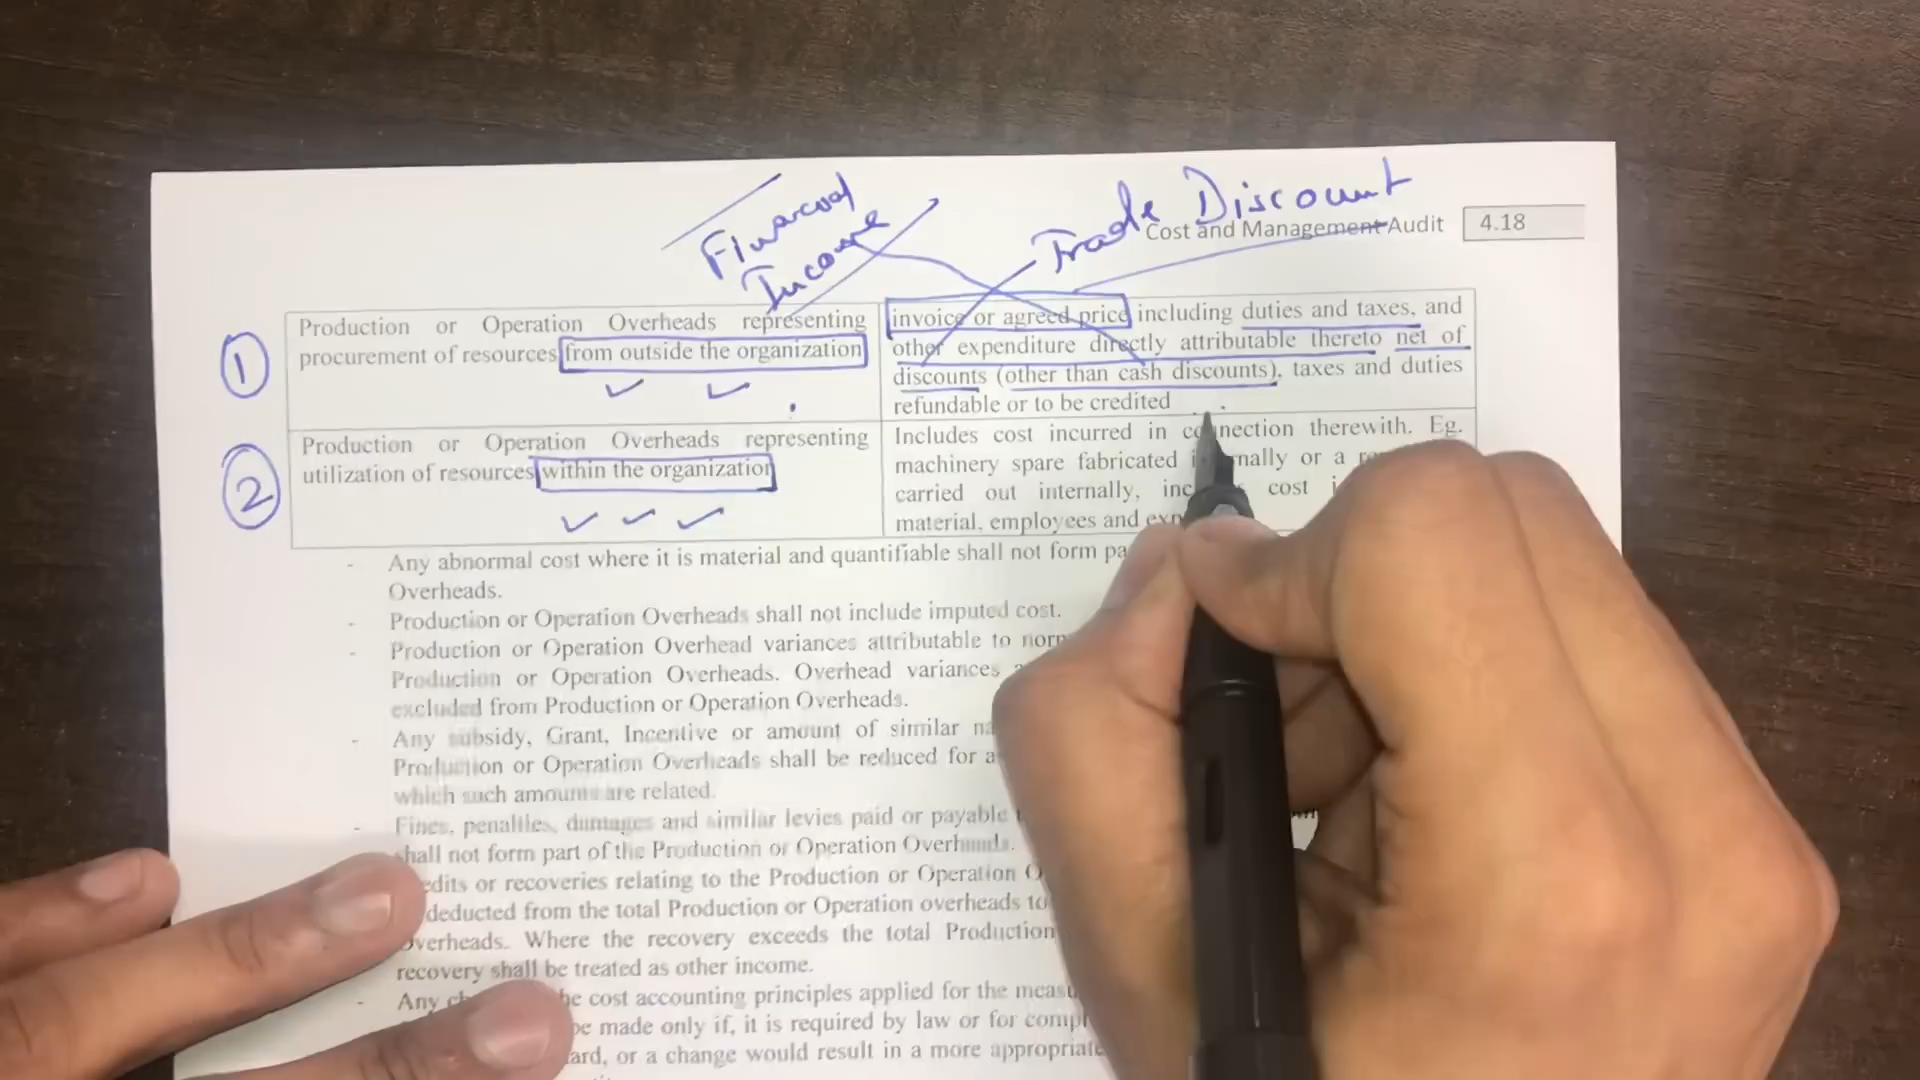 Financial
Income
Trade Discount
Cost and Management Audit 4.18
1
Production or Operation Overheads representing
procurement of resources from outside the organization
invoice or agreed price including duties and taxes, and
other expenditure directly attributable thereto net of
discounts (other than cash discounts), taxes and duties
refundable or to be credited
2
Production or Operation Overheads representing
utilization of resources within the organization
Includes cost incurred in connection therewith. Eg.
machinery spare fabricated or a
carried out internally, cost
material, employees and
- Any abnormal cost where it is material and quantifiable shall not form
Overheads.
- Production or Operation Overheads shall not include imputed cost.
- Production or Operation Overhead variances attributable to
Production or Operation Overheads. Overhead variances
excluded from Production or Operation Overheads.
- Any subsidy, Grant, Incentive or amount of similar
Production or Operation Overheads shall be reduced for
which such amounts are related.
- Fines, penalties, damages and similar levies paid or payable
shall not form part of the Production or Operation Overheads.
or recoveries relating to the Production or Operation
deducted from the total Production or Operation overheads to
Overheads. Where the recovery exceeds the total Production
recovery shall be treated as other income.
- Any cost accounting principles applied for the
be made only if, it is required by law or for
or a change would result in a more appropriate